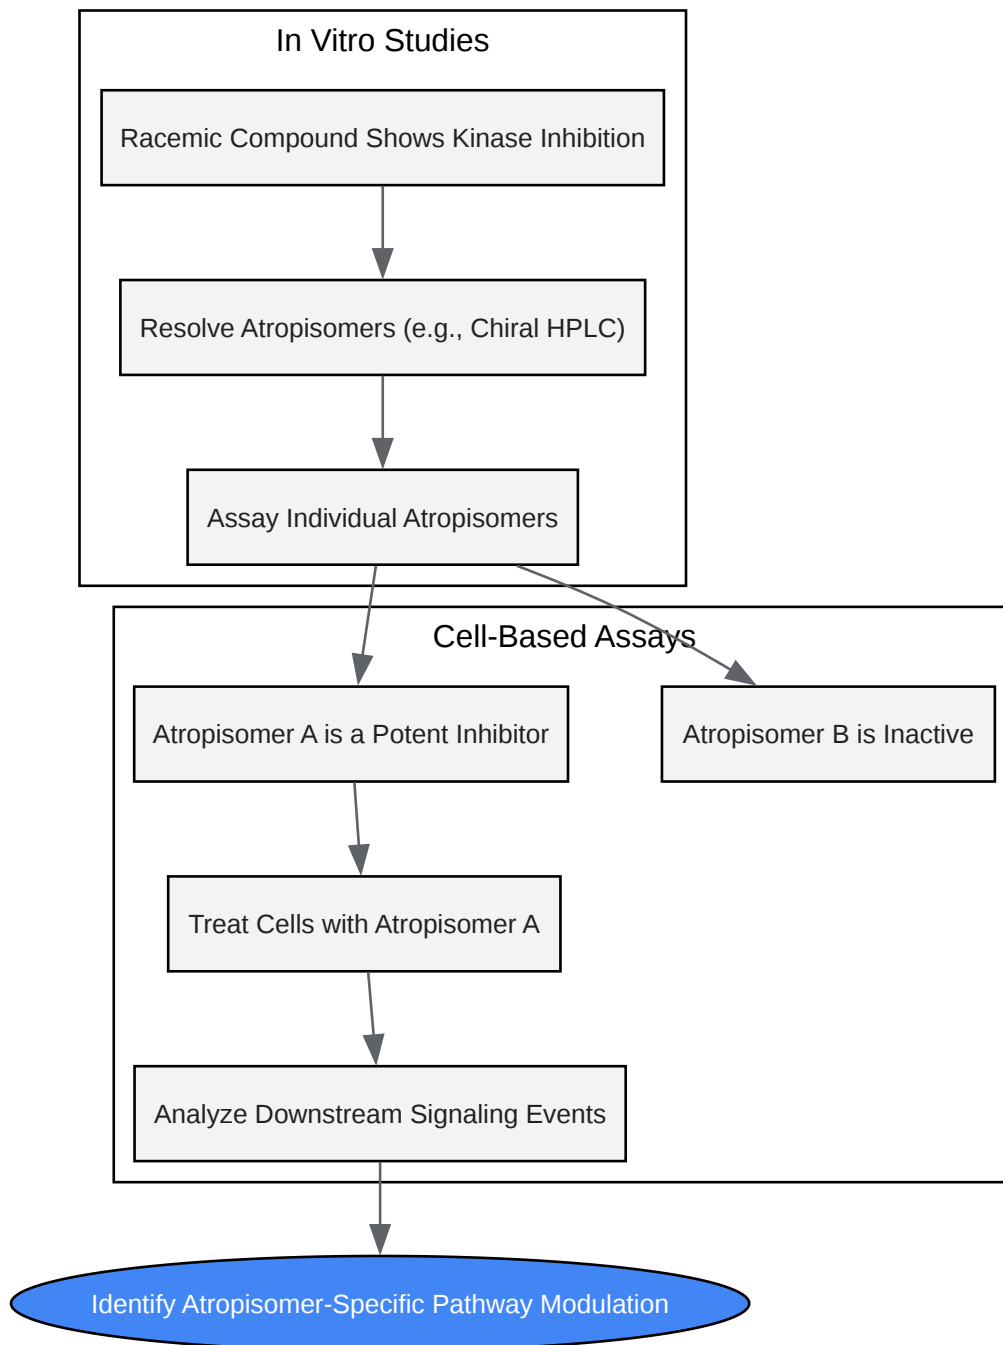 In Vitro Studies
Racemic Compound Shows Kinase Inhibition
Resolve Atropisomers (e.g., Chiral HPLC)
Assay Individual Atropisomers
Cell-Based Assays
Atropisomer A is a Potent Inhibitor
Atropisomer B is Inactive
Treat Cells with Atropisomer A
Analyze Downstream Signaling Events
Identify Atropisomer-Specific Pathway Modulation